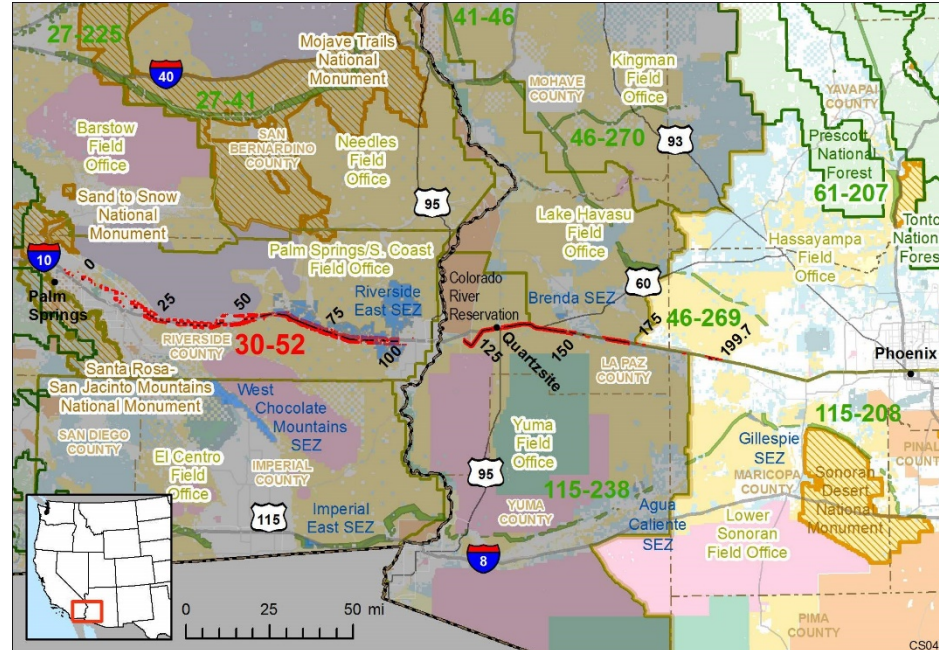 27-225
41-46
40
Mojave Trails
National
Monument
Kingman
Field
Office
MOHAVE
COUNTY
YAVAPAI
COUNTY
27-41
Barstow
Field
Office
SAN
BERNARDINO
COUNTY
Needles
Field
Office
46-270
93
Prescott
National
Forest
61-207
95
Sand to Snow
National
Monument
Lake Havasu
Field
Office
Hassayampa
Field
Office
Tonto
Nation
Forest
10
Palm Springs/S. Coast
Field Office
Colorado
River
Reservation
0
Palm
Springs
25
50
75
Riverside
East SEZ
Brenda SEZ
60
RIVERSIDE
COUNTY
30-52
100
125
Quartzsite
150
175
46-269
199.7
LA PAZ
COUNTY
Phoenix
Santa Rosa-
San Jacinto Mountains
National Monument
West
Chocolate
Mountains
SEZ
SAN DIEGO
COUNTY
El Centro
Field
Office
IMPERIAL
COUNTY
Yuma
Field
Office
115-208
Gillespie
SEZ
PINAL
COUNT
MARICOPA
COUNTY
Sonoran
Desert
National
Monument
95
115-238
115
Imperial
East SEZ
YUMA
COUNTY
Agua
Caliente
SEZ
Lower
Sonoran
Field Office
8
PIMA
COUNTY
0 25 50 mi
CS04